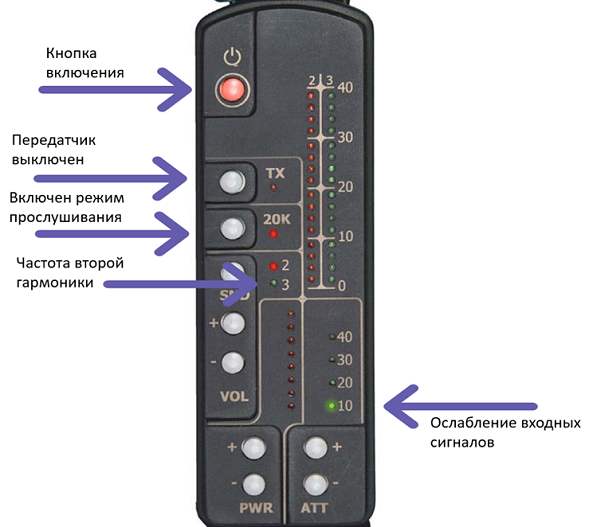 Кнопка
включения
2 3
40
30
20
10
0
Передатчик
выключен
TX
Включен режим
прослушивания
20K
Частота второй
гармоники
2
3
SND
+
-
VOL
40
30
20
10
Ослабление входных
сигналов
+
-
PWR
+
-
ATT